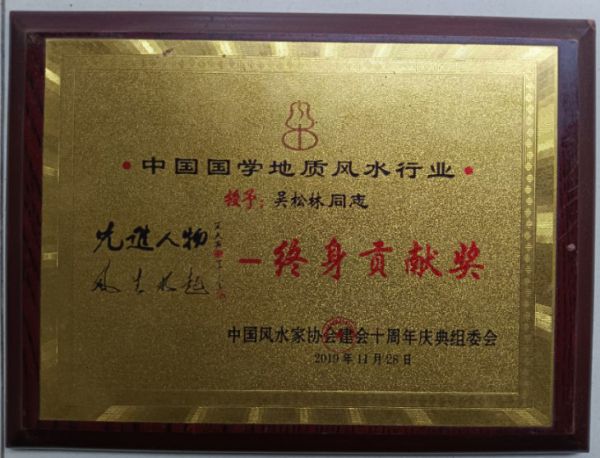 •中国国学地质风水行业•
授予：吴松林同志
先進人物
风生水起
一终身贡献奖
中国风水家协会建会十周年庆典组委会
2019年11月28日